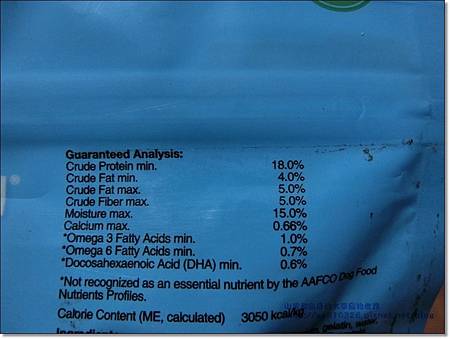 Guaranteed Analysis:
Crude Protein min. 18.0%
Crude Fat min. 4.0%
Crude Fat max. 5.0%
Crude Fiber max. 5.0%
Moisture max. 15.0%
Calcium max. 0.66%
*Omega 3 Fatty Acids min. 1.0%
*Omega 6 Fatty Acids min. 0.7%
*Docosahexaenoic Acid (DHA) min. 0.6%
*Not recognized as an essential nutrient by the AAFCO Dog Food
Nutrients Profiles.
Calorie Content (ME, calculated) 3050 kcal/kg
gelatin, water,